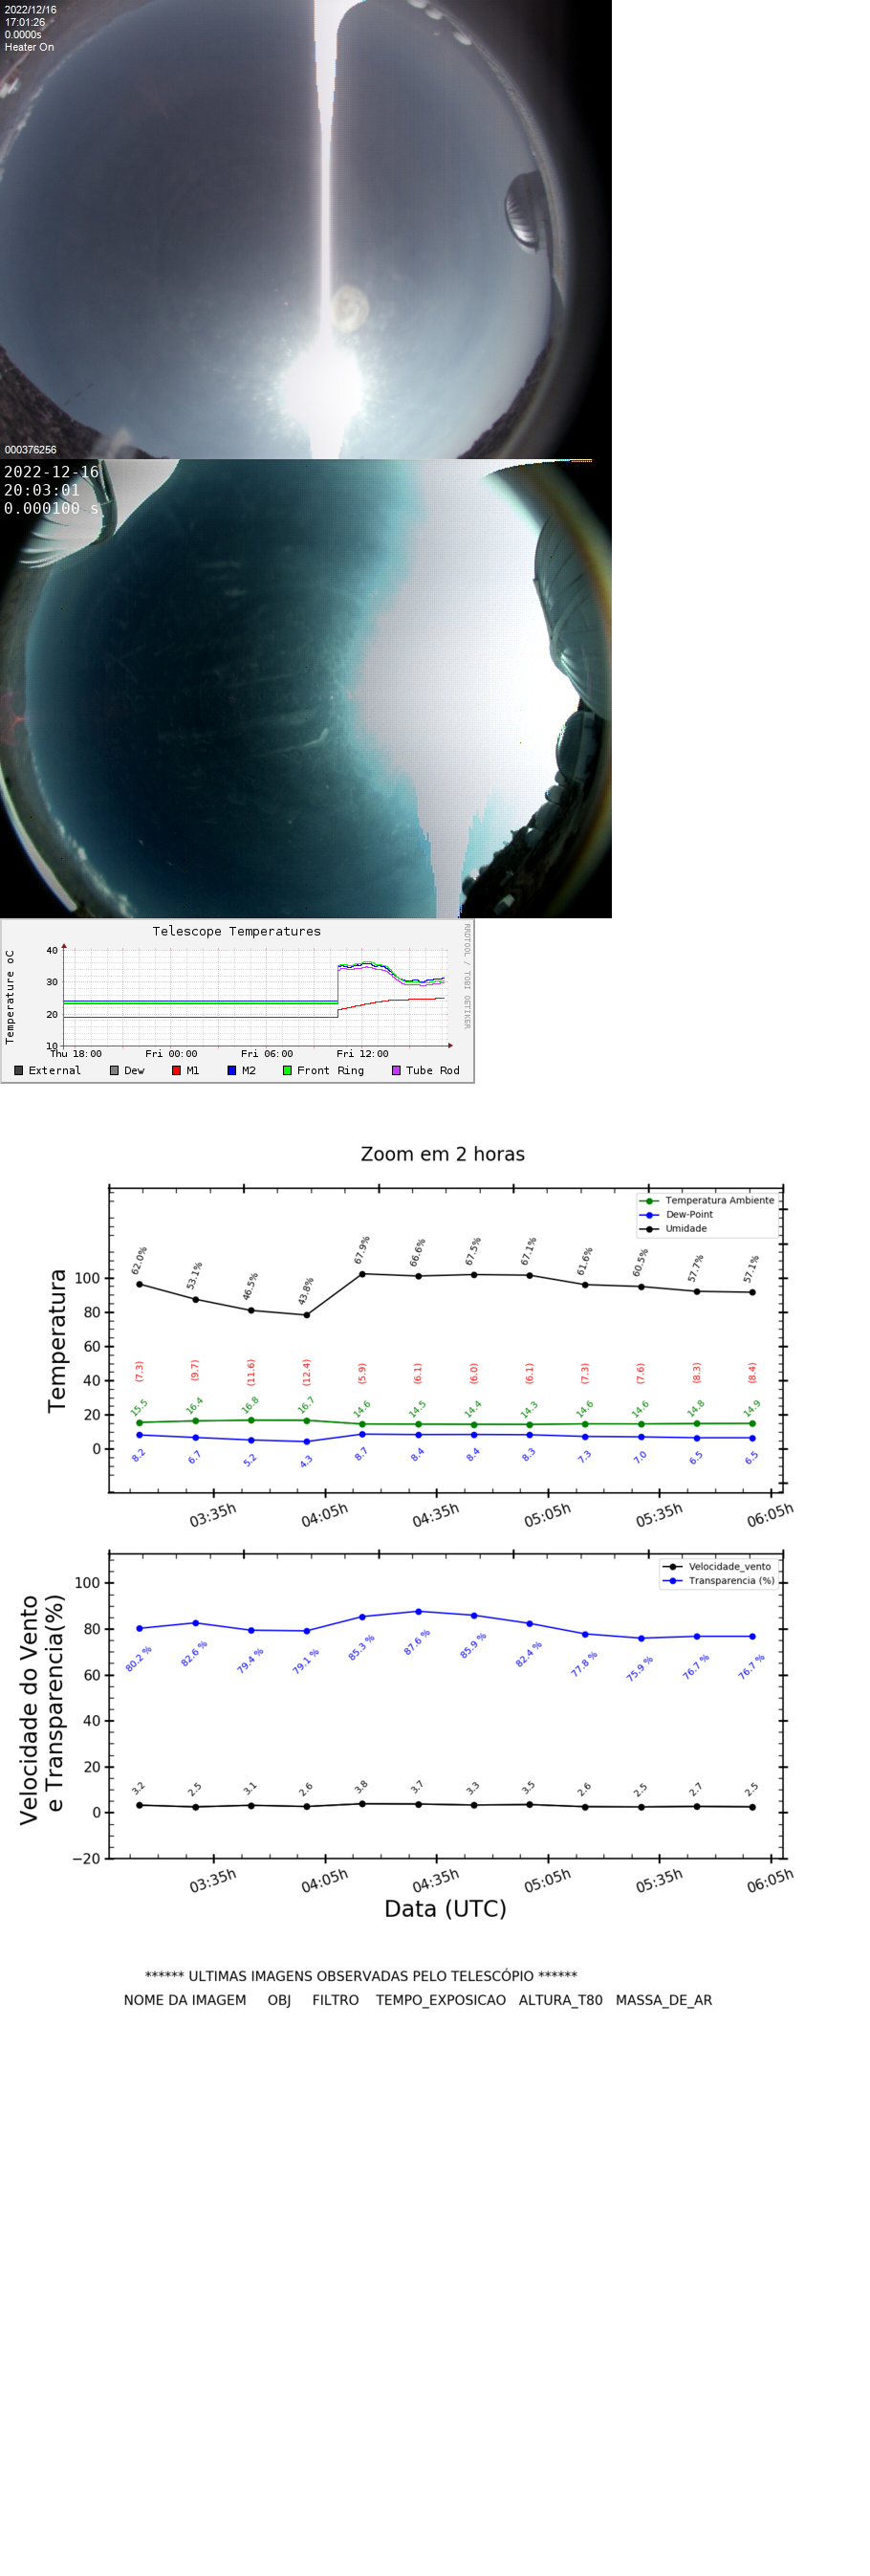 2022/12/16
17:01:26
0.0000s
Heater On
000376256
2022-12-16
20:03:01
0.000100 s
Telescope Temperatures
RRDTOOL / TOBI OETIKER
Temperature oC
40
30
20
10
Thu 18:00 Fri 00:00 Fri 06:00 Fri 12:00
External Dew M1 M2 Front Ring Tube Rod
Zoom em 2 horas
Temperatura Ambiente
Dew-Point
Umidade
Temperatura
100
80
60
40
20
0
62.0% 53.1% 46.5% 43.8% 67.9% 66.6% 67.5% 67.1% 61.6% 60.5% 57.7% 57.1%
(7.3) (9.7) (11.6) (12.4) (5.9) (6.1) (6.0) (6.1) (7.3) (7.6) (8.3) (8.4)
15.5 16.4 16.8 16.7 14.6 14.5 14.4 14.3 14.6 14.6 14.8 14.9
8.2 6.7 5.2 4.3 8.7 8.4 8.4 8.3 7.3 7.0 6.5 6.5
03:35h 04:05h 04:35h 05:05h 05:35h 06:05h
Velocidade_vento
Transparencia (%)
Velocidade do Vento
e Transparencia(%)
100
80
60
40
20
0
−20
80.2 % 82.6 % 79.4 % 79.1 % 85.3 % 87.6 % 85.9 % 82.4 % 77.8 % 75.9 % 76.7 % 76.7 %
3.2 2.5 3.1 2.6 3.8 3.7 3.3 3.5 2.6 2.5 2.7 2.5
03:35h 04:05h 04:35h 05:05h 05:35h 06:05h
Data (UTC)
****** ULTIMAS IMAGENS OBSERVADAS PELO TELESCÓPIO ******
NOME DA IMAGEM OBJ FILTRO TEMPO_EXPOSICAO ALTURA_T80 MASSA_DE_AR